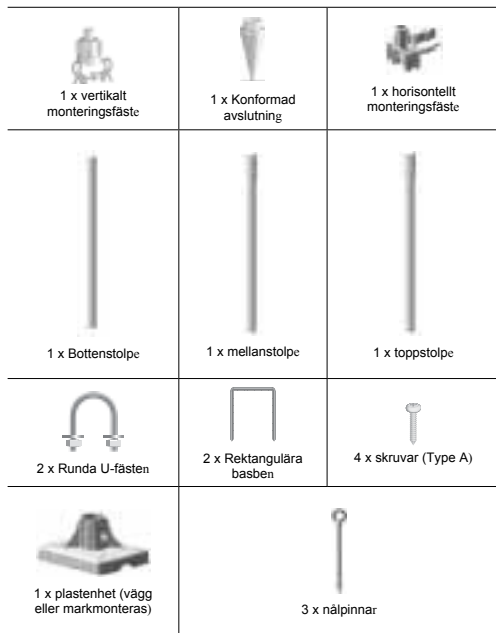 1 x vertikalt
monteringsfäste
1 x Konformad
avslutning
1 x horisontellt
monteringsfäste
1 x Bottenstolpe
1 x mellanstolpe
1 x toppstolpe
2 x Runda U-fästen
2 x Rektangulära
basben
4 x skruvar (Type A)
1 x plastenhet (vägg
eller markmonteras)
3 x nålpinnar